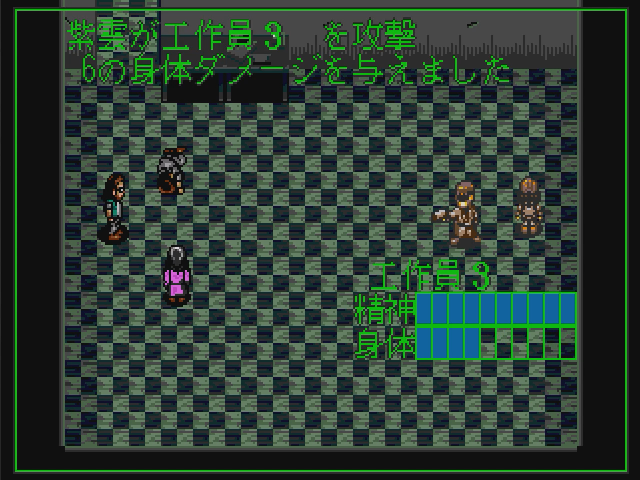 紫雲が工作員３　を攻撃
6の身体ダメージを与えました
工作員３
精神
身体